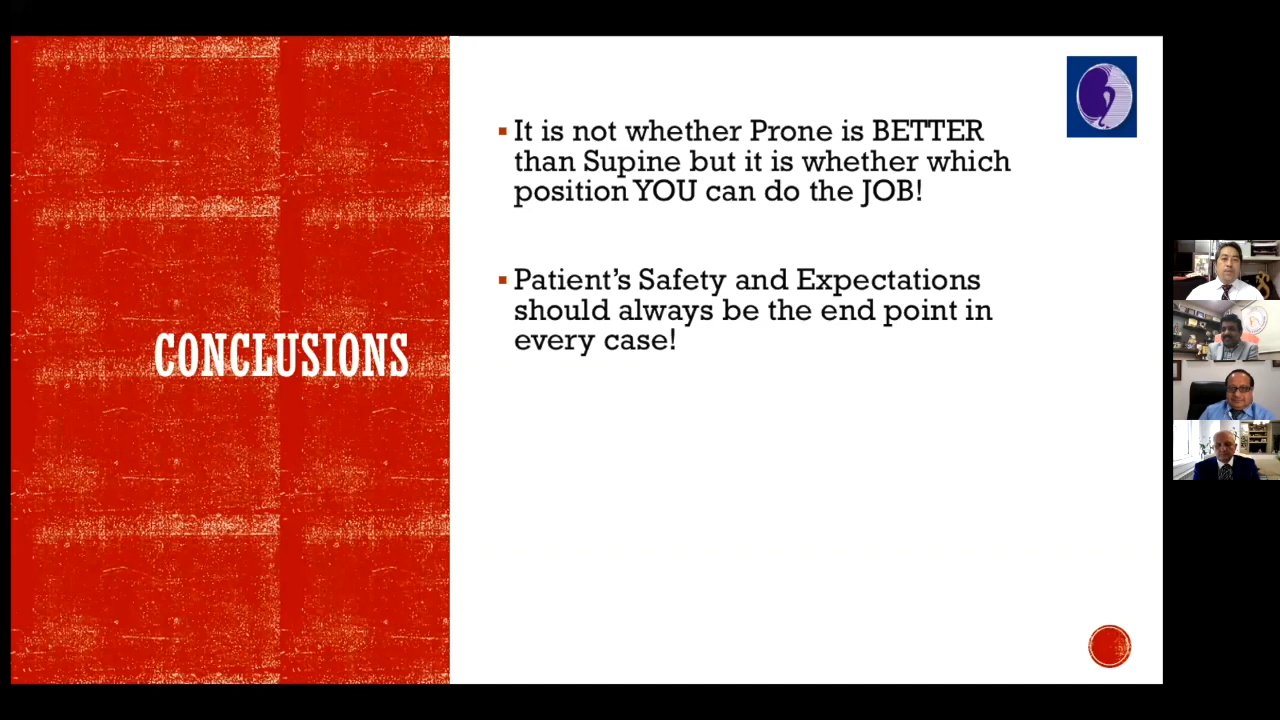 CONCLUSIONS
It is not whether Prone is BETTER
than Supine but it is whether which
position YOU can do the JOB!
Patient's Safety and Expectations
should always be the end point in
every case!